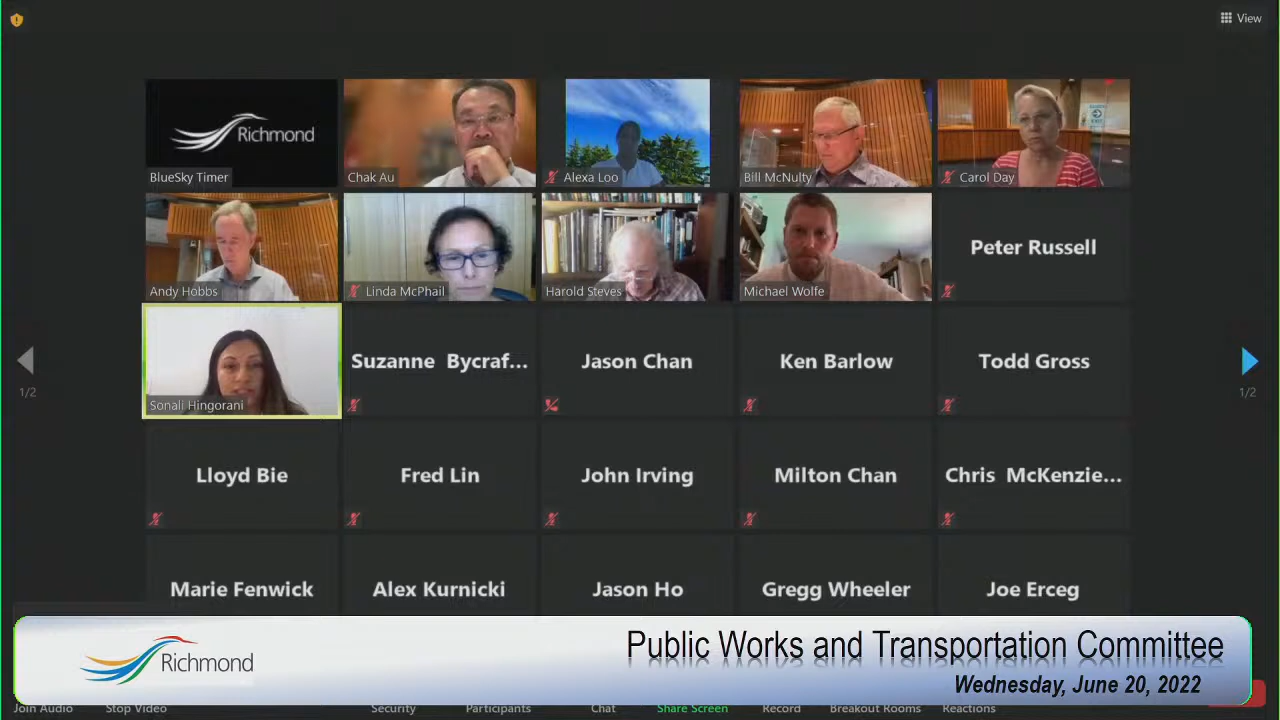 View
Richmond
BlueSky Timer
Chak Au
Alexa Loo
Bill McNulty
Carol Day
Andy Hobbs
Linda McPhail
Harold Steves
Michael Wolfe
Peter Russell
Sonali Hingorani
Suzanne Bycraf...
Jason Chan
Ken Barlow
Todd Gross
1/2
1/2
Lloyd Bie
Fred Lin
John Irving
Milton Chan
Chris McKenzie...
Marie Fenwick
Alex Kurnicki
Jason Ho
Gregg Wheeler
Joe Erceg
Richmond
Public Works and Transportation Committee
Wednesday, June 20, 2022
Join Audio Stop Video Security Participants Chat Share Screen Record Breakout Rooms Reactions